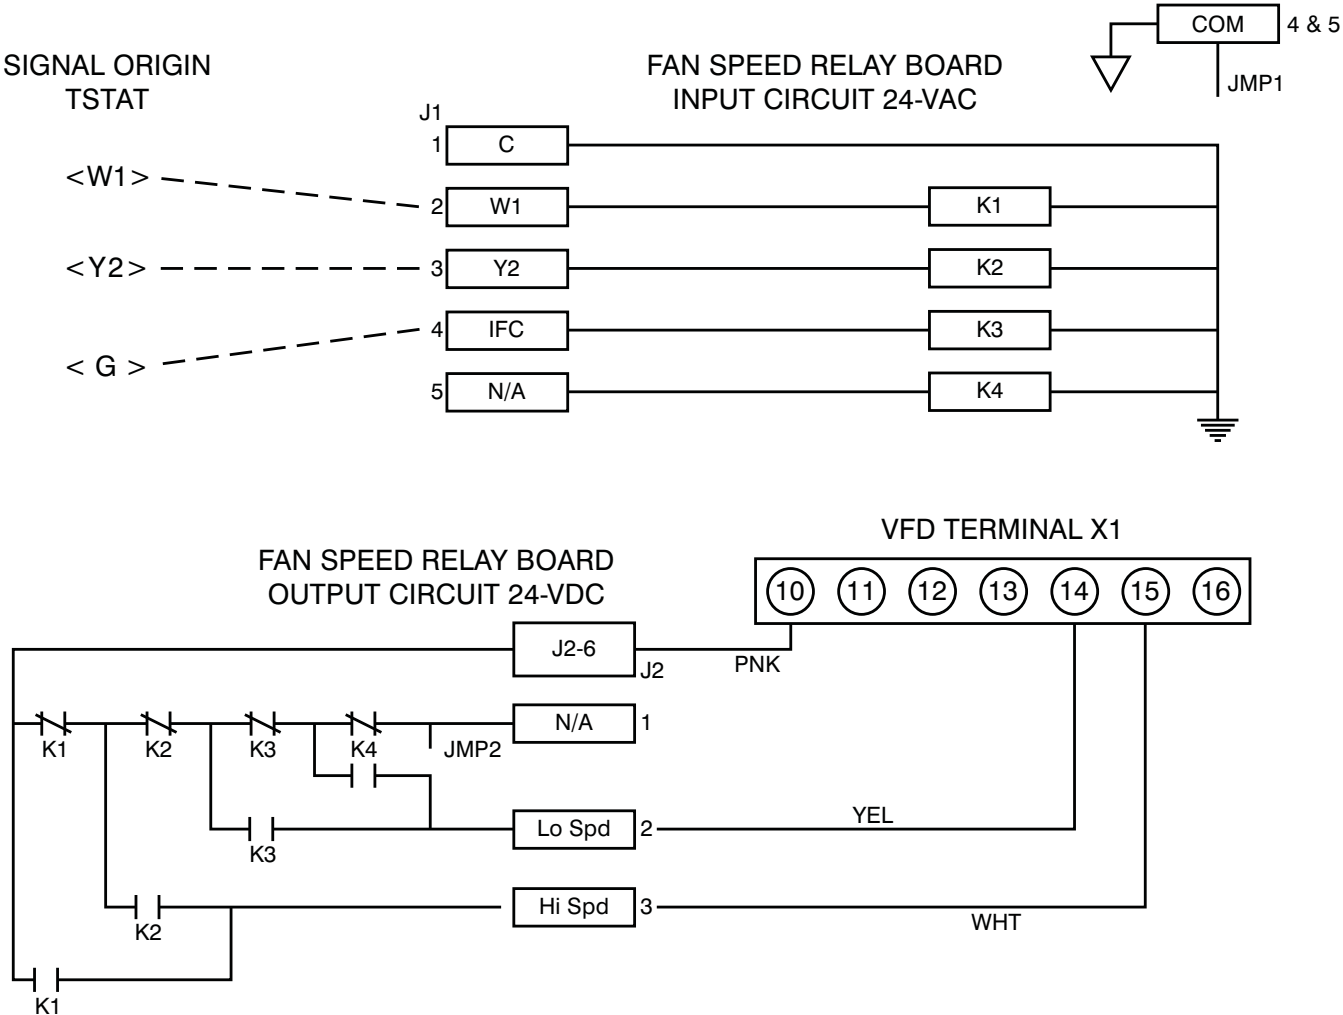 COM 4 & 5
JMP1
SIGNAL ORIGIN
TSTAT
FAN SPEED RELAY BOARD
INPUT CIRCUIT 24-VAC
J1
1 C
<W1>
2 W1 K1
<Y2> 3 Y2 K2
4 IFC K3
< G >
5 N/A K4
VFD TERMINAL X1
FAN SPEED RELAY BOARD
OUTPUT CIRCUIT 24-VDC
10 11 12 13 14 15 16
J2-6
J2
PNK
N/A 1
K1 K2 K3 K4 JMP2
YEL
Lo Spd 2
K3
Hi Spd 3
WHT
K2
K1